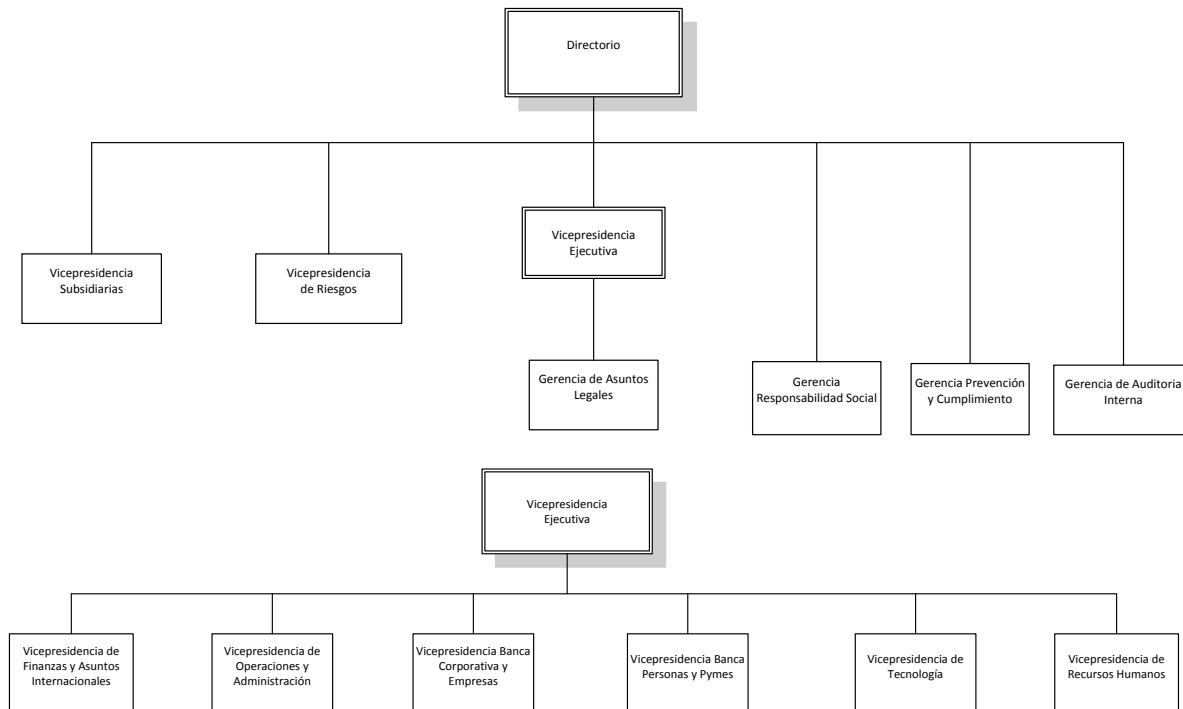 Directorio
Vicepresidencia
Ejecutiva
Vicepresidencia
Subsidiarias
Vicepresidencia
de Riesgos
Gerencia de Asuntos
Legales
Gerencia
Responsabilidad Social
Gerencia Prevención
y Cumplimiento
Gerencia de Auditoria
Interna
Vicepresidencia
Ejecutiva
Vicepresidencia de
Finanzas y Asuntos
Internacionales
Vicepresidencia de
Operaciones y
Administración
Vicepresidencia Banca
Corporativa y
Empresas
Vicepresidencia Banca
Personas y Pymes
Vicepresidencia de
Tecnología
Vicepresidencia de
Recursos Humanos